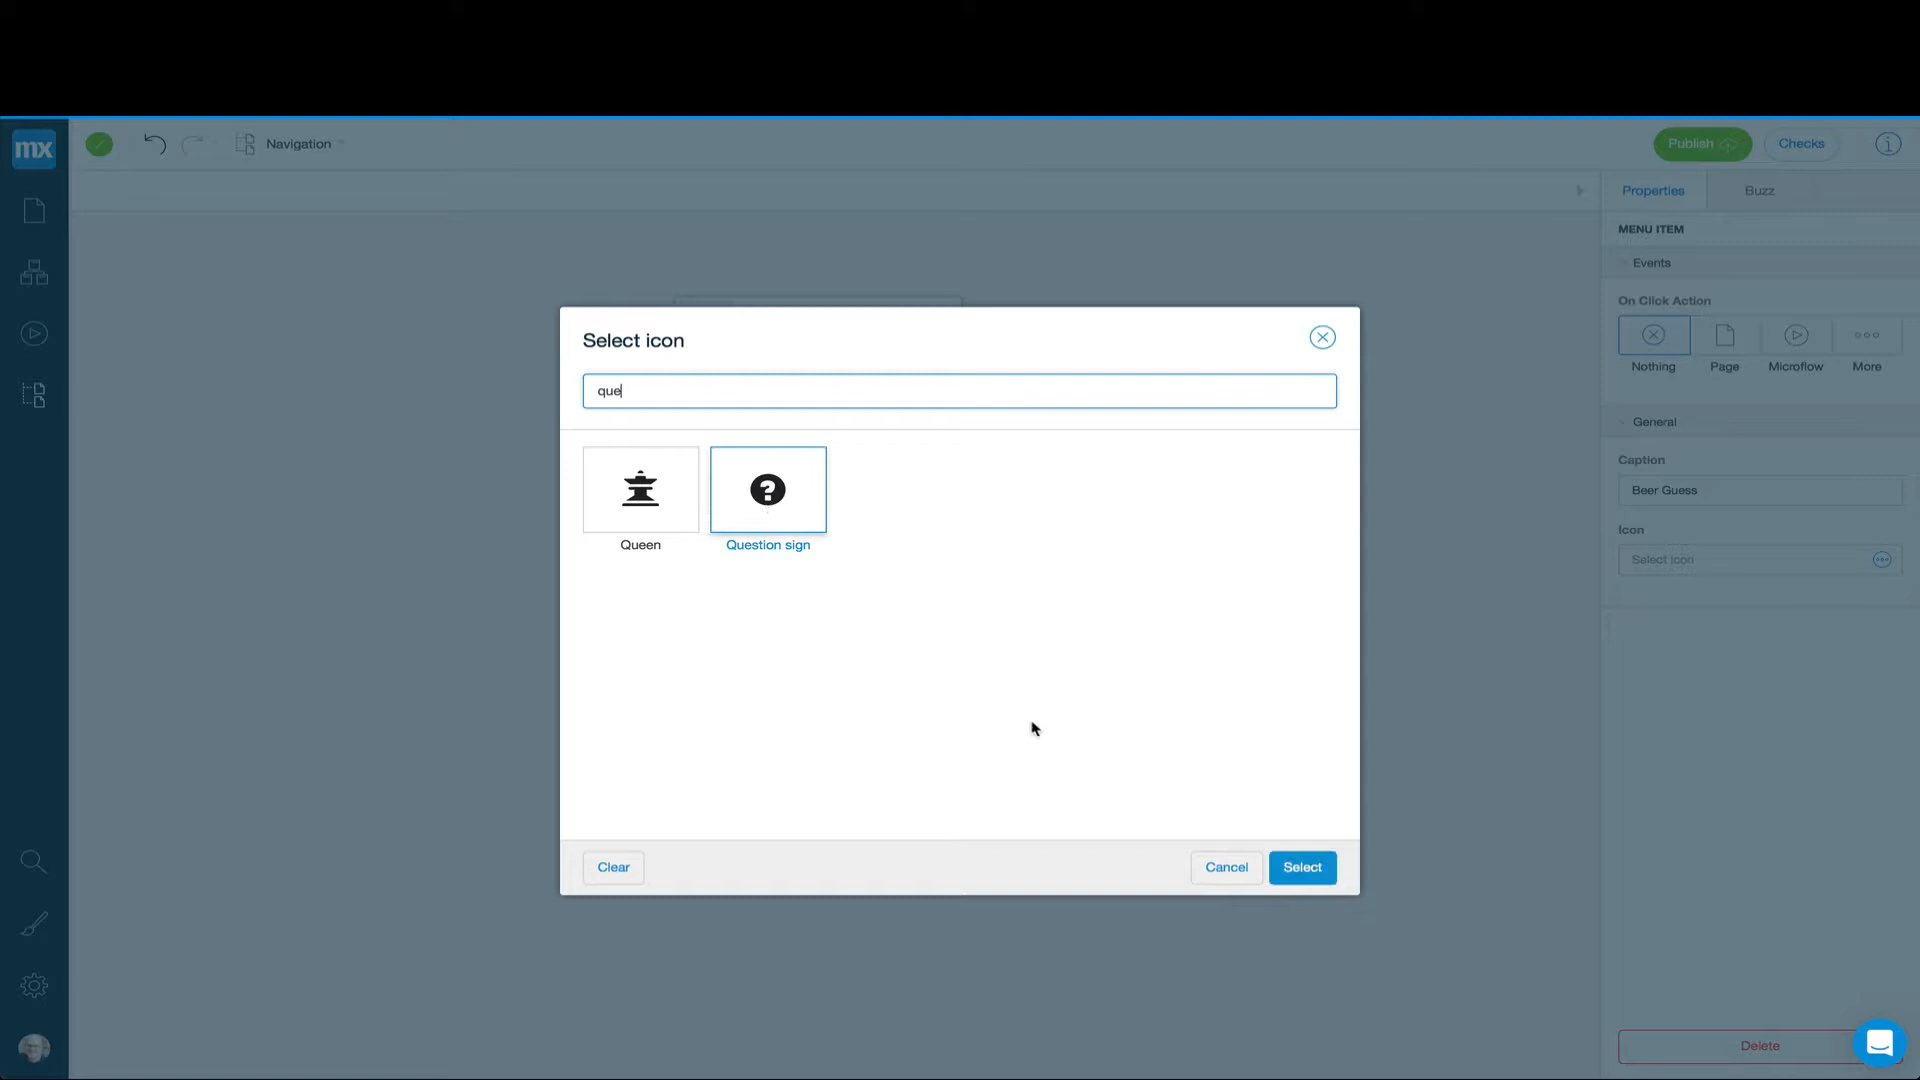 mx
Navigation
Publish
Checks
Properties
Buzz
MENU ITEM
Events
On Click Action
Nothing
Page
Microflow
More
General
Caption
Beer Guess
Icon
Select icon
Delete
Select icon
que
Queen
Question sign
Clear
Cancel
Select